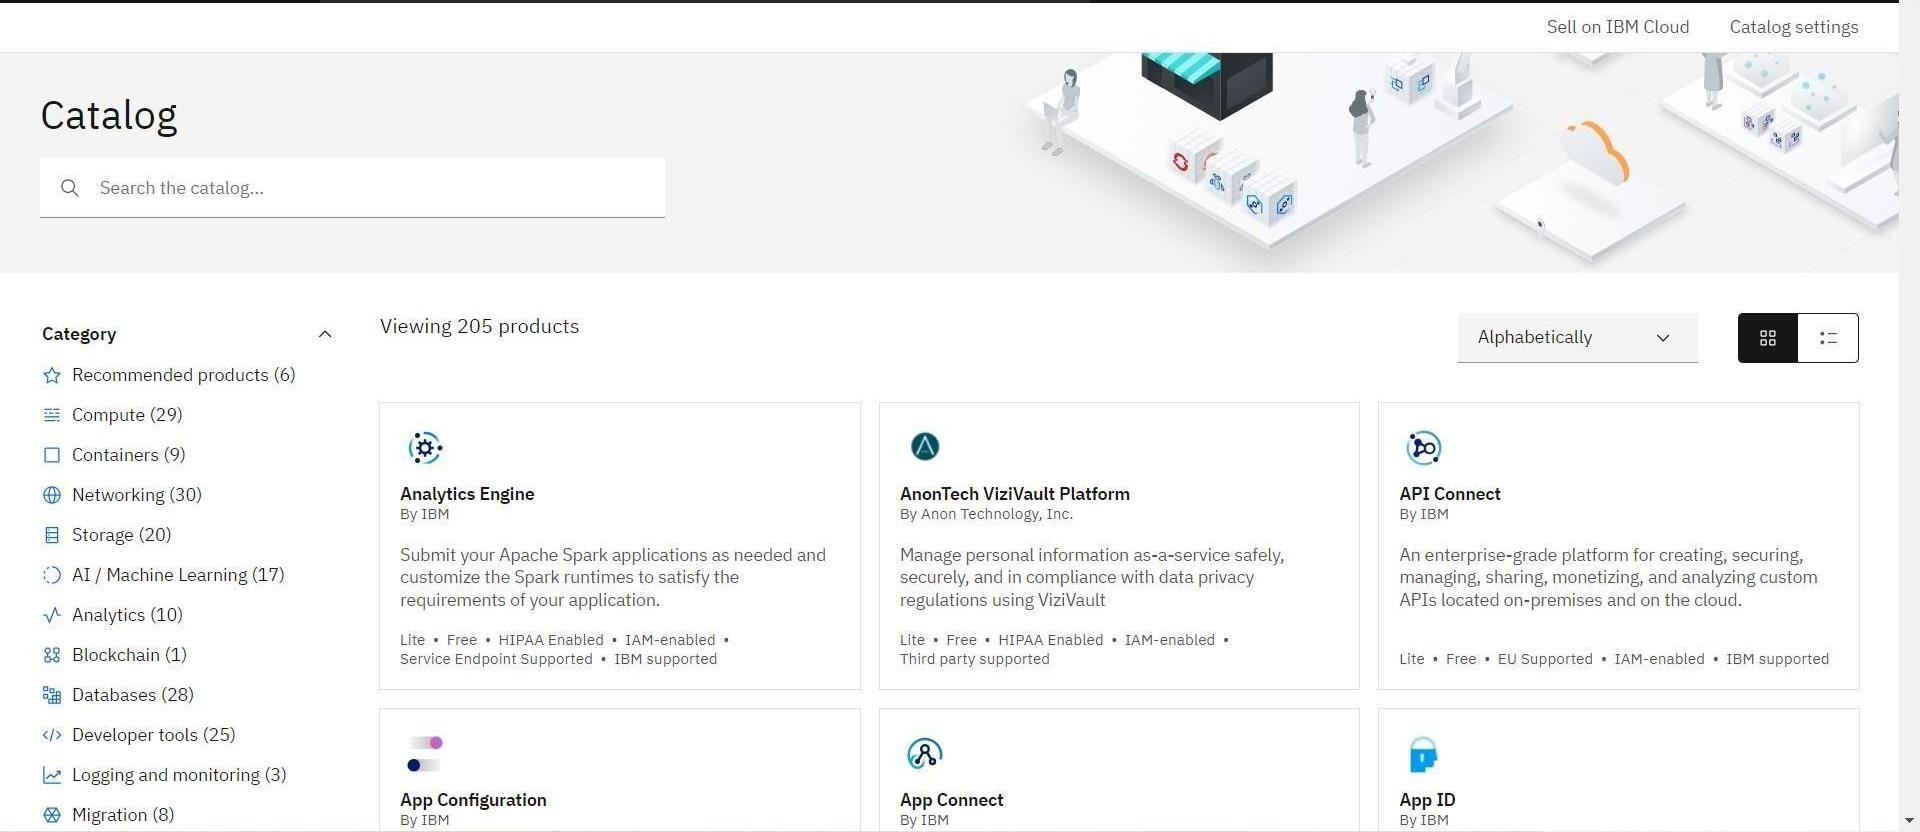 Sell on IBM Cloud
Catalog settings
Catalog
Search the catalog...
Category
Recommended products (6)
Compute (29)
Containers (9)
Networking (30)
Storage (20)
AI / Machine Learning (17)
Analytics (10)
Blockchain (1)
Databases (28)
Developer tools (25)
Logging and monitoring (3)
Migration (8)
Viewing 205 products
Alphabetically
Analytics Engine
By IBM
Submit your Apache Spark applications as needed and
customize the Spark runtimes to satisfy the
requirements of your application.
Lite • Free • HIPAA Enabled • IAM-enabled •
Service Endpoint Supported • IBM supported
AnonTech ViziVault Platform
By Anon Technology, Inc.
Manage personal information as-a-service safely,
securely, and in compliance with data privacy
regulations using ViziVault
Lite • Free • HIPAA Enabled • IAM-enabled •
Third party supported
API Connect
By IBM
An enterprise-grade platform for creating, securing,
managing, sharing, monetizing, and analyzing custom
APIs located on-premises and on the cloud.
Lite • Free • EU Supported • IAM-enabled • IBM supported
App Configuration
By IBM
App Connect
By IBM
App ID
By IBM